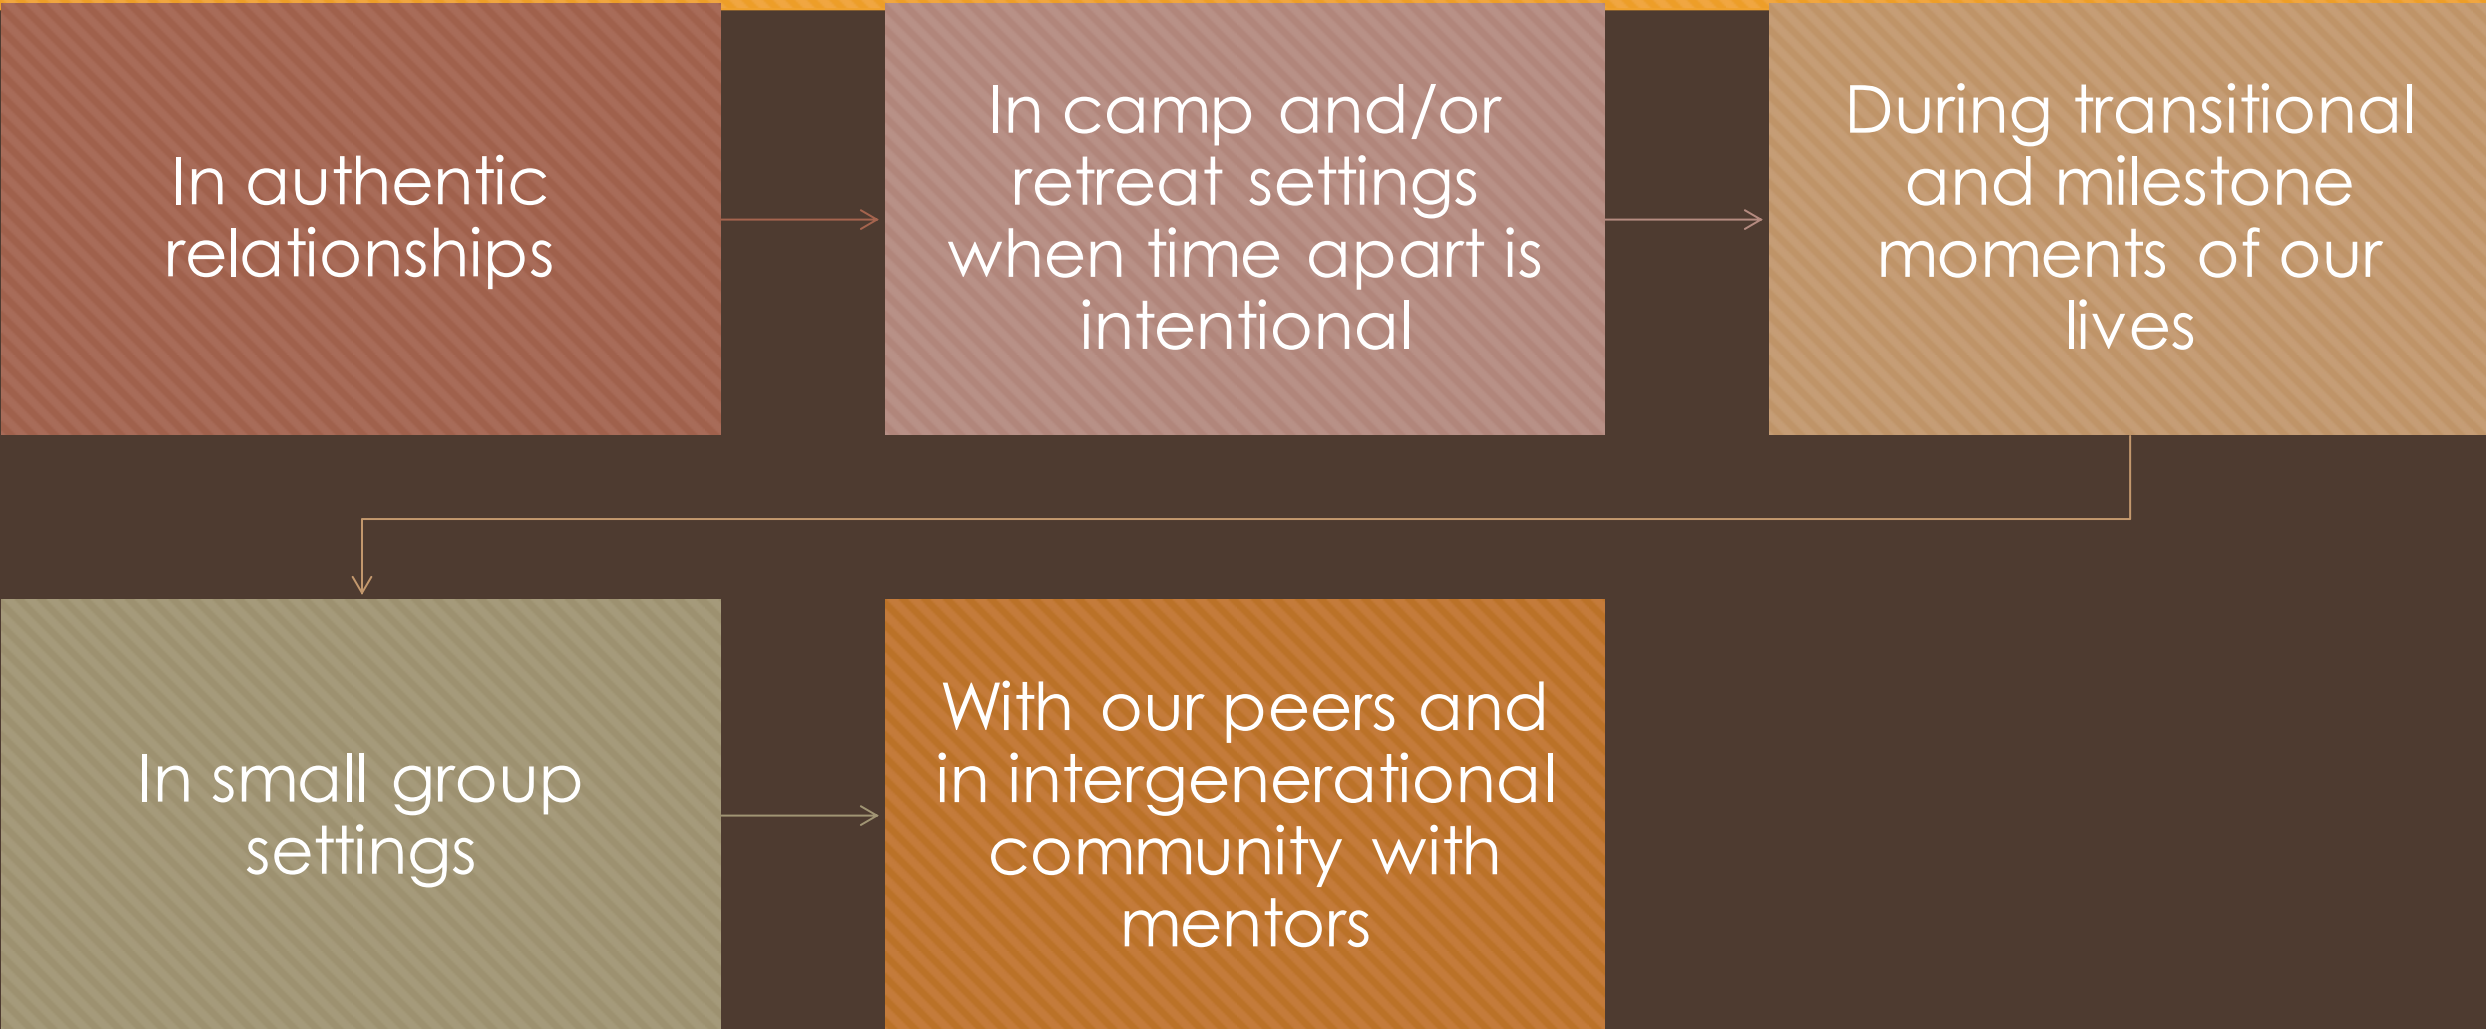 In authentic
relationships
In camp and/or
retreat settings
when time apart is
intentional
During transitional
and milestone
moments of our
lives
In small group
settings
With our peers and
in intergenerational
community with
mentors